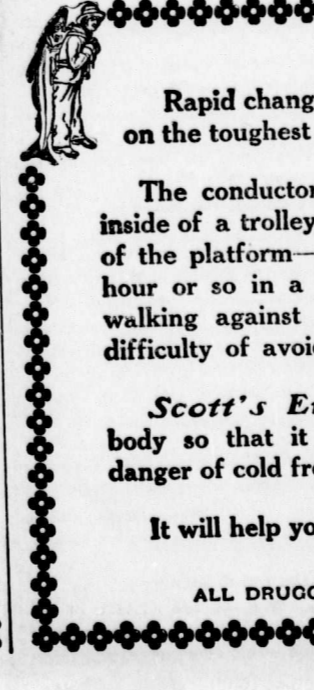 Rapid chang
on the toughest
The conductor
inside of a trolley
of the platform—
hour or so in a
walking against
difficulty of avoi
Scott's E
body so that it
danger of cold fr
It will help yo
ALL DRUGG